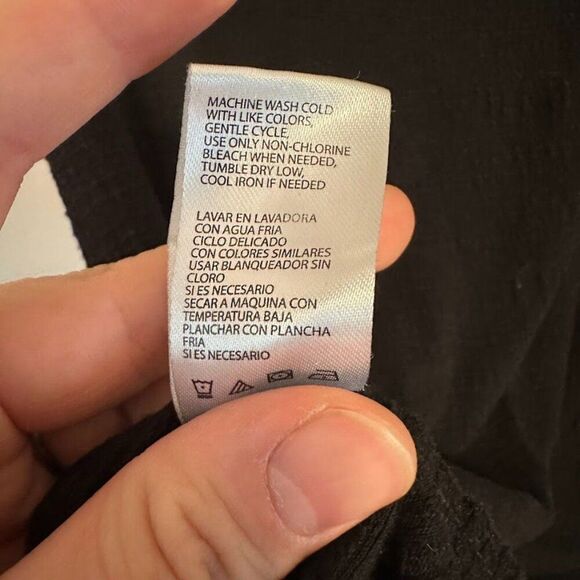 MACHINE WASH COLD
WITH LIKE COLORS,
GENTLE CYCLE,
USE ONLY NON-CHLORINE
BLEACH WHEN NEEDED,
TUMBLE DRY LOW,
COOL IRON IF NEEDED
LAVAR EN LAVADORA
CON AGUA FRIA
CICLO DELICADO
CON COLORES SIMILARES
USAR BLANQUEADOR SIN
CLORO
SI ES NECESARIO
SECAR A MAQUINA CON
TEMPERATURA BAJA
PLANCHAR CON PLANCHA
FRIA
SI ES NECESARIO